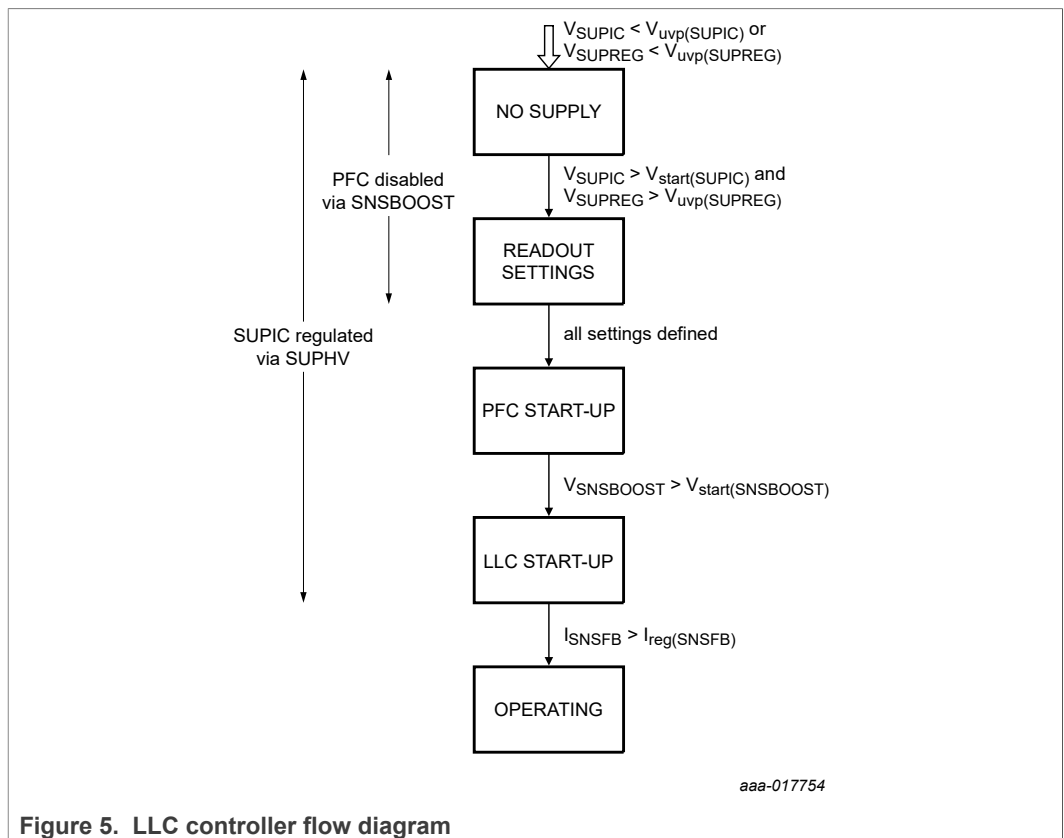 VSUPIC < Vuvp(SUPIC) or
VSUPREG < Vuvp(SUPREG)
NO SUPPLY
PFC disabled
via SNSBOOST
VSUPIC > Vstart(SUPIC) and
VSUPREG > Vuvp(SUPREG)
READOUT
SETTINGS
SUPIC regulated
via SUPHV
all settings defined
PFC START-UP
VSNSBOOST > Vstart(SNSBOOST)
LLC START-UP
ISNSFB > Ireg(SNSFB)
OPERATING
aaa-017754
Figure 5. LLC controller flow diagram